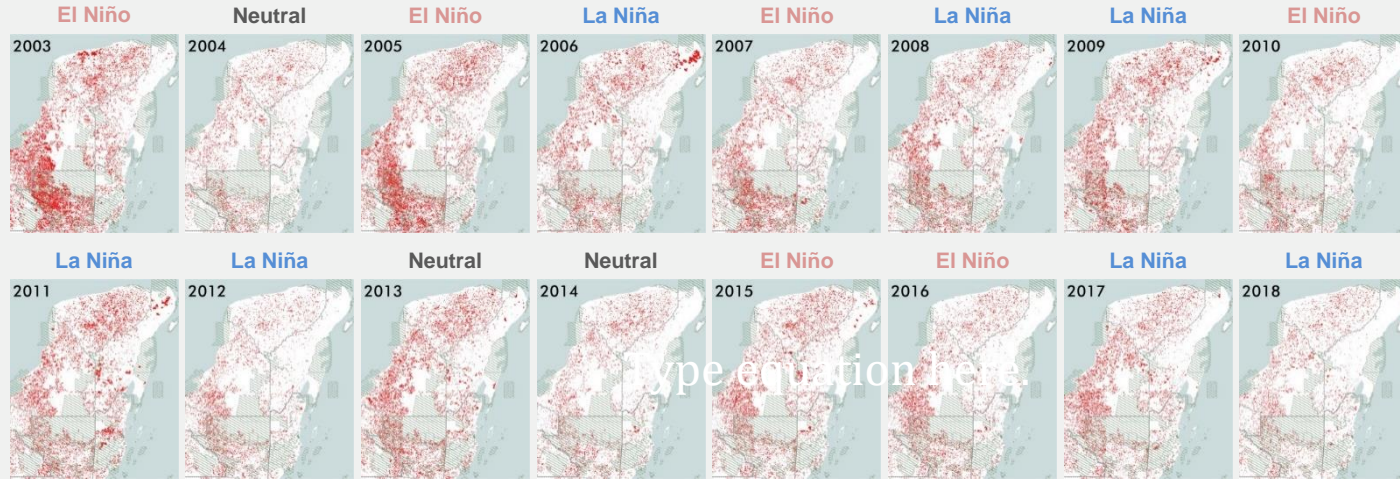 El Niño Neutral El Niño La Niña El Niño La Niña La Niña El Niño
2003 2004 2005 2006 2007 2008 2009 2010
La Niña La Niña Neutral Neutral El Niño El Niño La Niña La Niña
2011 2012 2013 2014 2015 2016 2017 2018
Type equation here.